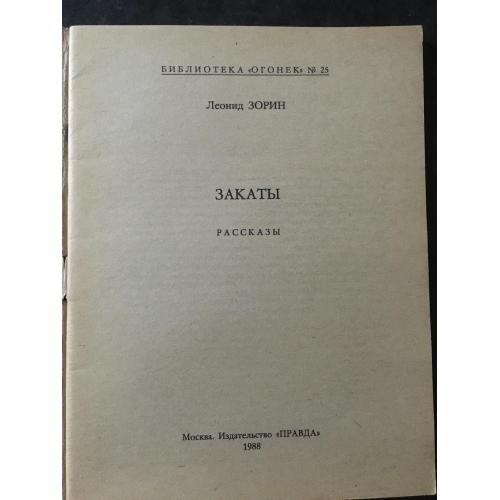 БИБЛИОТЕКА «ОГОНЕК» № 25
Леонид ЗОРИН
ЗАКАТЫ
РАССКАЗЫ
Москва. Издательство «ПРАВДА»
1988